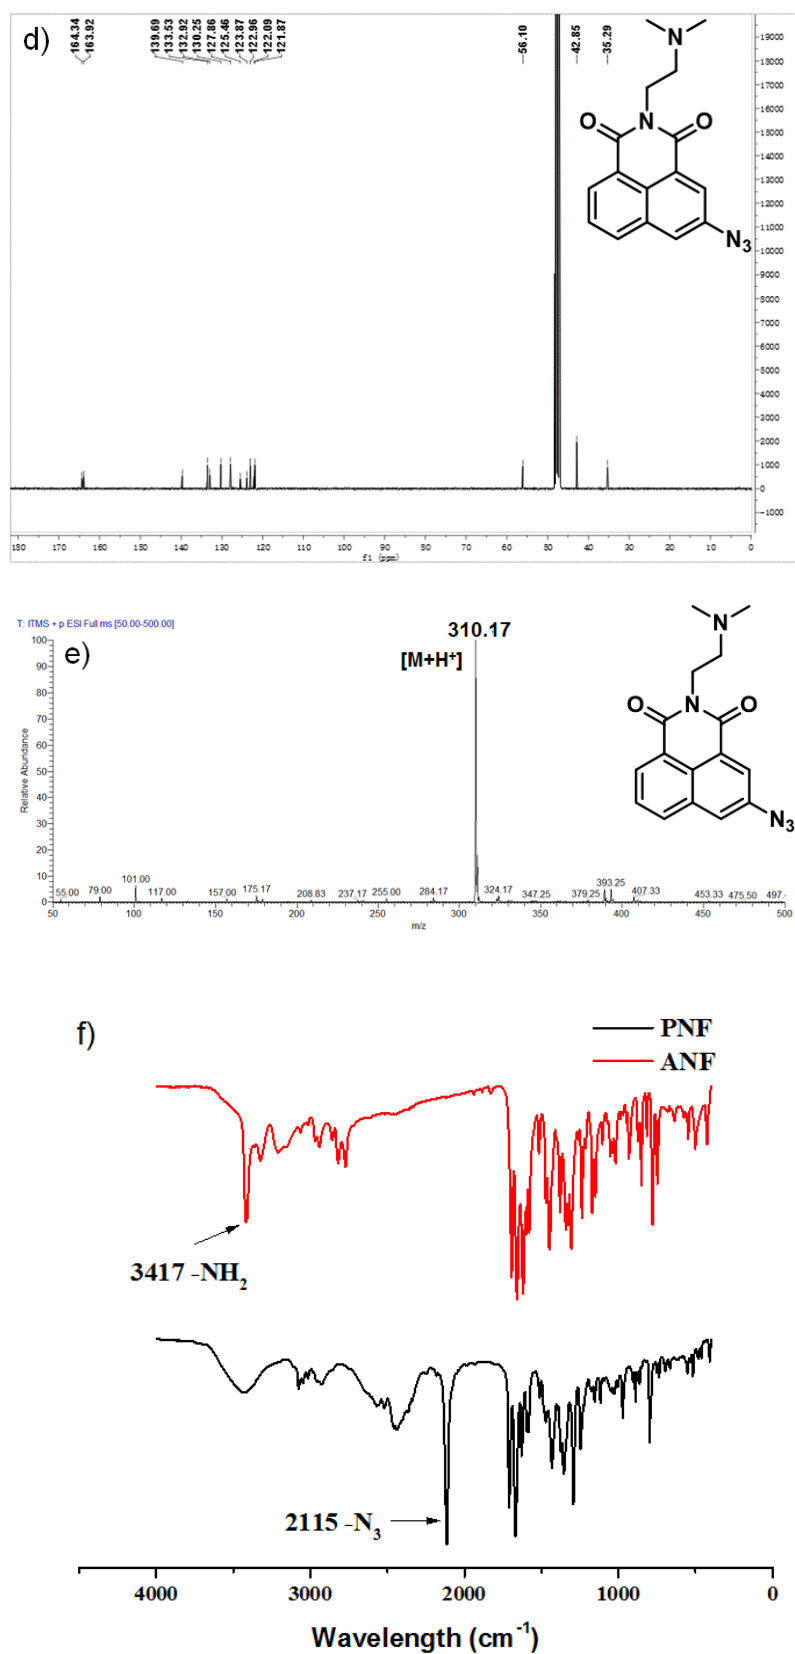 d)
164.34
163.92
139.69
133.53
132.92
130.25
127.86
125.46
123.87
122.96
122.09
121.87
56.10
42.85
35.29
N
O
N
O
N3
19000
18000
17000
16000
15000
14000
13000
12000
11000
10000
9000
8000
7000
6000
5000
4000
3000
2000
1000
0
-1000
180 170 160 150 140 130 120 110 100 90 80 70 60 50 40 30 20 10 0
f1 (ppm)
T: ITMS + p ESI Full ms [50.00-500.00]
e)
310.17
[M+H+]
N
O
N
O
N3
Relative Abundance
100
90
80
70
60
50
40
30
20
10
0
55.00 79.00 101.00 117.00 157.00 175.17 208.83 237.17 255.00 284.17 324.17 347.25 379.25 393.25 407.33 453.33 475.50 497.
50 100 150 200 250 300 350 400 450 500
m/z
f)
PNF
ANF
3417 -NH2
2115 -N3
4000 3000 2000 1000 0
Wavelength (cm-1)